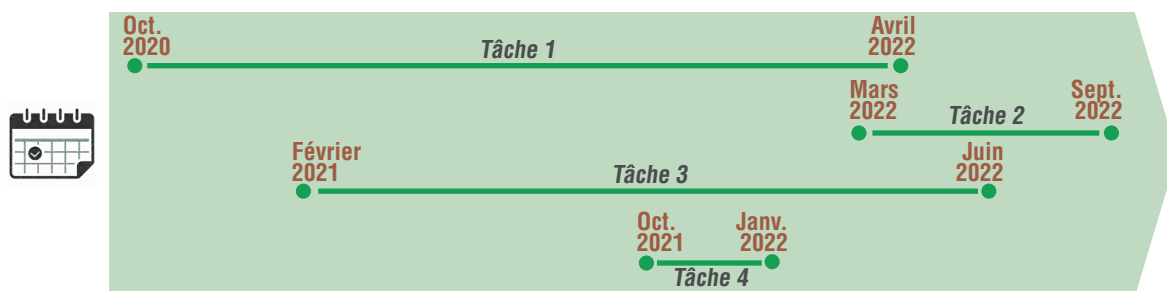 Oct.
2020
Tâche 1
Avril
2022
Mars
2022
Tâche 2
Sept.
2022
Février
2021
Tâche 3
Juin
2022
Oct.
2021
Janv.
2022
Tâche 4